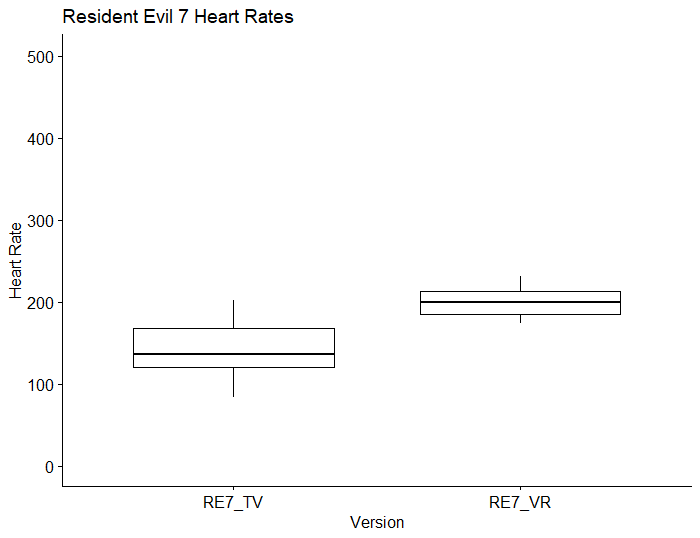 Resident Evil 7 Heart Rates
500
400
300
200
100
0
Heart Rate
RE7_TV
RE7_VR
Version